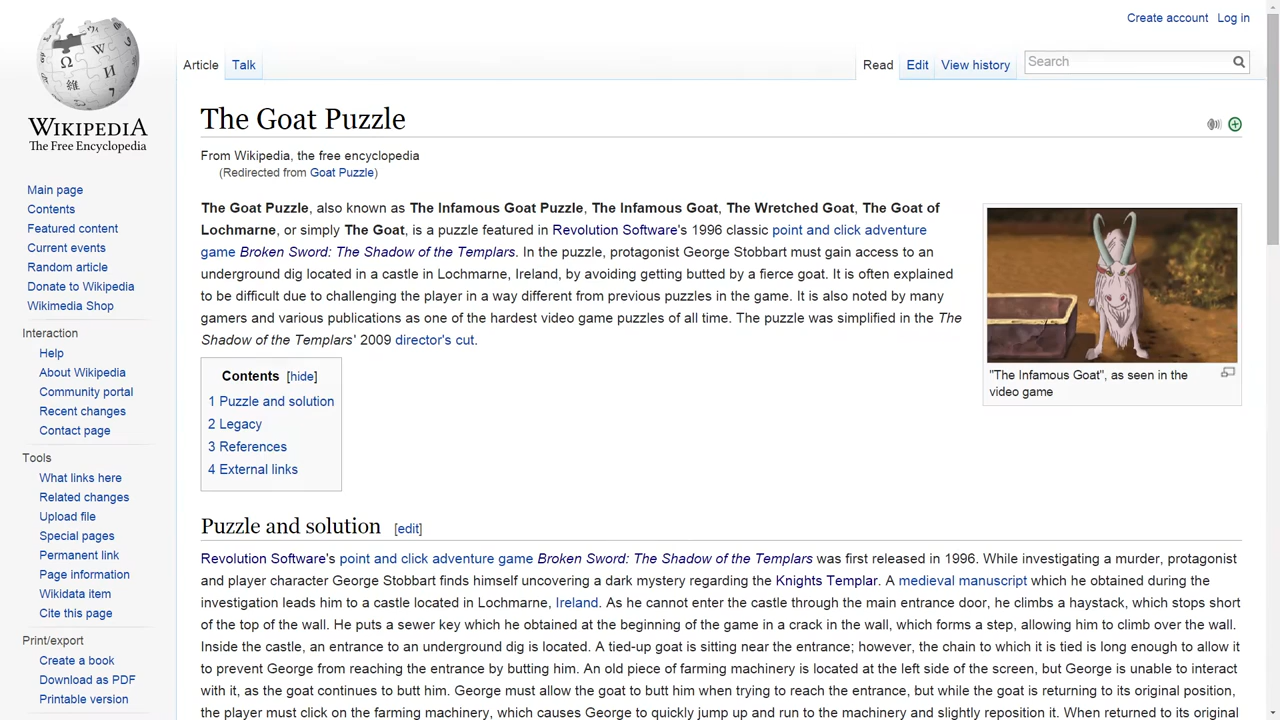 Create account Log in
Article Talk Read Edit View history Search
WIKIPEDIA
The Free Encyclopedia
Main page
Contents
Featured content
Current events
Random article
Donate to Wikipedia
Wikimedia Shop
Interaction
Help
About Wikipedia
Community portal
Recent changes
Contact page
Tools
What links here
Related changes
Upload file
Special pages
Permanent link
Page information
Wikidata item
Cite this page
Print/export
Create a book
Download as PDF
Printable version
The Goat Puzzle
From Wikipedia, the free encyclopedia
(Redirected from Goat Puzzle)
The Goat Puzzle, also known as The Infamous Goat Puzzle, The Infamous Goat, The Wretched Goat, The Goat of
Lochmarne, or simply The Goat, is a puzzle featured in Revolution Software's 1996 classic point and click adventure
game Broken Sword: The Shadow of the Templars. In the puzzle, protagonist George Stobbart must gain access to an
underground dig located in a castle in Lochmarne, Ireland, by avoiding getting butted by a fierce goat. It is often explained
to be difficult due to challenging the player in a way different from previous puzzles in the game. It is also noted by many
gamers and various publications as one of the hardest video game puzzles of all time. The puzzle was simplified in the The
Shadow of the Templars' 2009 director's cut.
"The Infamous Goat", as seen in the
video game
Contents [hide]
1 Puzzle and solution
2 Legacy
3 References
4 External links
Puzzle and solution [edit]
Revolution Software's point and click adventure game Broken Sword: The Shadow of the Templars was first released in 1996. While investigating a murder, protagonist
and player character George Stobbart finds himself uncovering a dark mystery regarding the Knights Templar. A medieval manuscript which he obtained during the
investigation leads him to a castle located in Lochmarne, Ireland. As he cannot enter the castle through the main entrance door, he climbs a haystack, which stops short
of the top of the wall. He puts a sewer key which he obtained at the beginning of the game in a crack in the wall, which forms a step, allowing him to climb over the wall.
Inside the castle, an entrance to an underground dig is located. A tied-up goat is sitting near the entrance; however, the chain to which it is tied is long enough to allow it
to prevent George from reaching the entrance by butting him. An old piece of farming machinery is located at the left side of the screen, but George is unable to interact
with it, as the goat continues to butt him. George must allow the goat to butt him when trying to reach the entrance, but while the goat is returning to its original position,
the player must click on the farming machinery, which causes George to quickly jump up and run to the machinery and slightly reposition it. When returned to its original